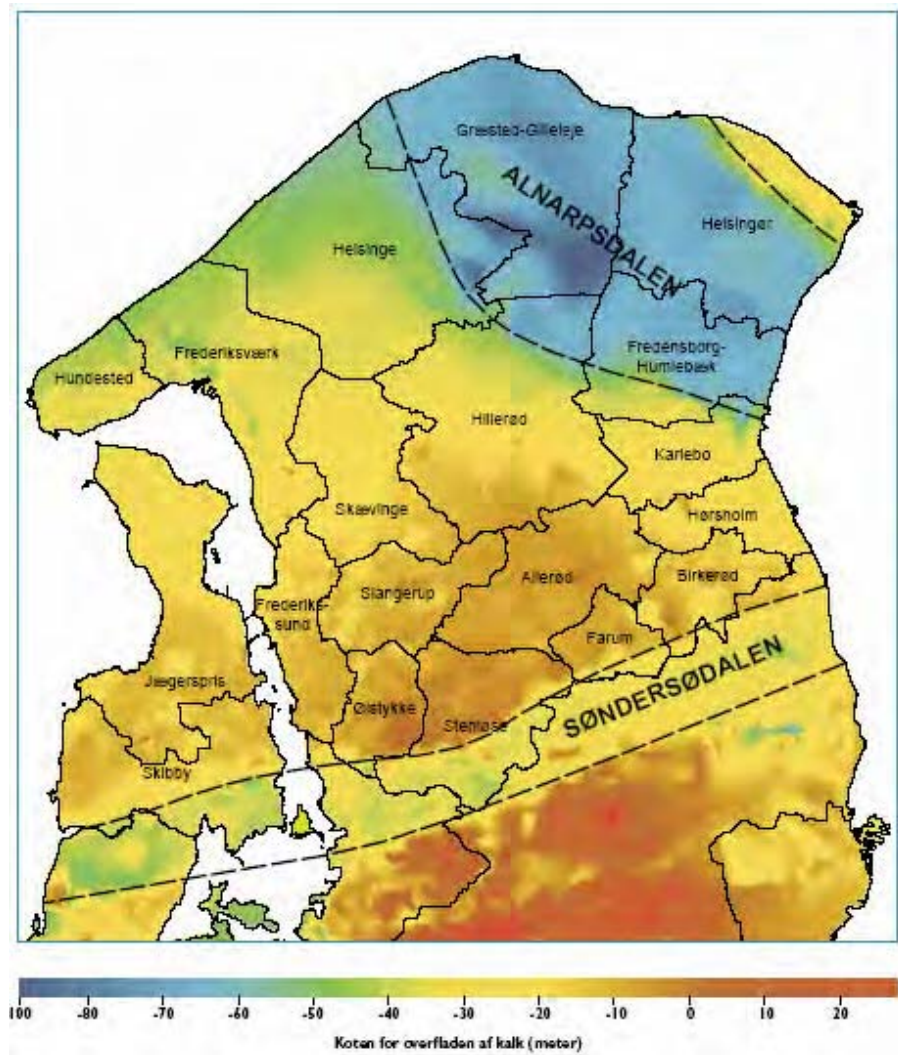 Græsted-Gilleleje
ALNARPSDALEN
Helsingør
Helsinge
Fredensborg-
Humlebæk
Frederiksværk
Hundested
Hillerød
Karlebo
Skævinge
Hørsholm
Allerød
Birkerød
Slangerup
Frederiks-
sund
Farum
SØNDERSØDALEN
Jægerspris
Ølstykke
Stenløse
Skibby
-100 -80 -70 -60 -50 -40 -30 -20 -10 0 10 20
Koten for overfladen af kalk (meter)